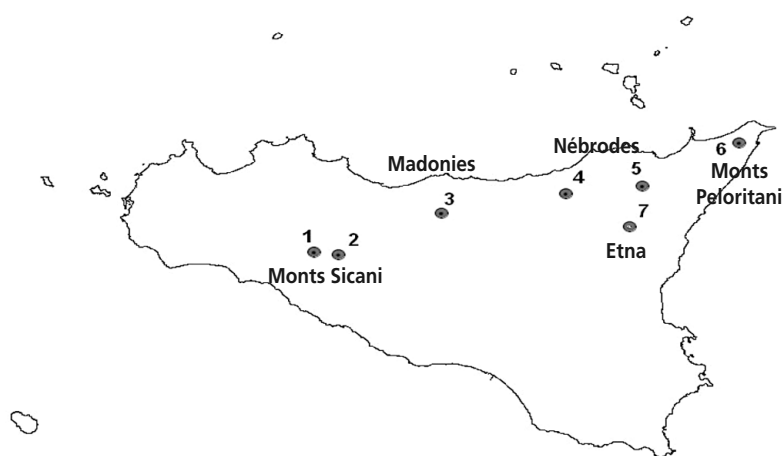 Nébrodes
Madonies
6
5
Monts
4
Peloritani
3
7
1
2
Etna
Monts Sicani